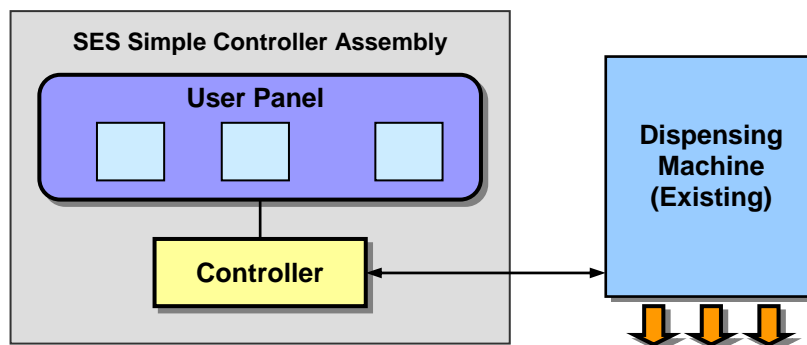 SES Simple Controller Assembly
User Panel
Controller
Dispensing
Machine
(Existing)